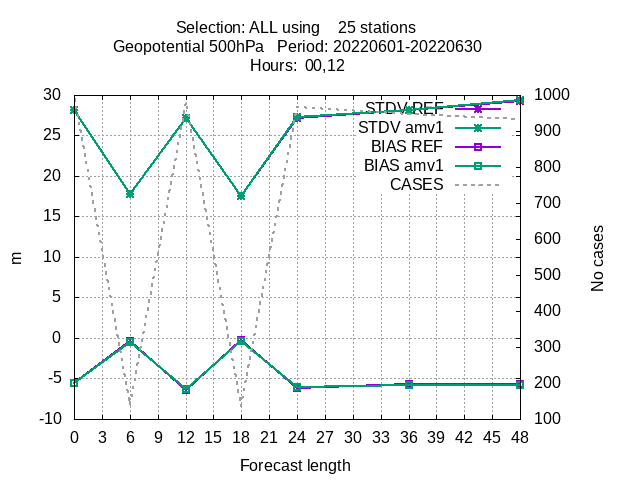 Selection: ALL using    25 stations
Geopotential 500hPa   Period: 20220601-20220630
Hours:  00,12
30 1000
STDV REF
25 900
STDV amv1
BIAS REF
20 800
BIAS amv1
CASES
15 700
10 600
5 500
0 400
-5 300
-10 200
100
m
No cases
0 3 6 9 12 15 18 21 24 27 30 33 36 39 42 45 48
Forecast length